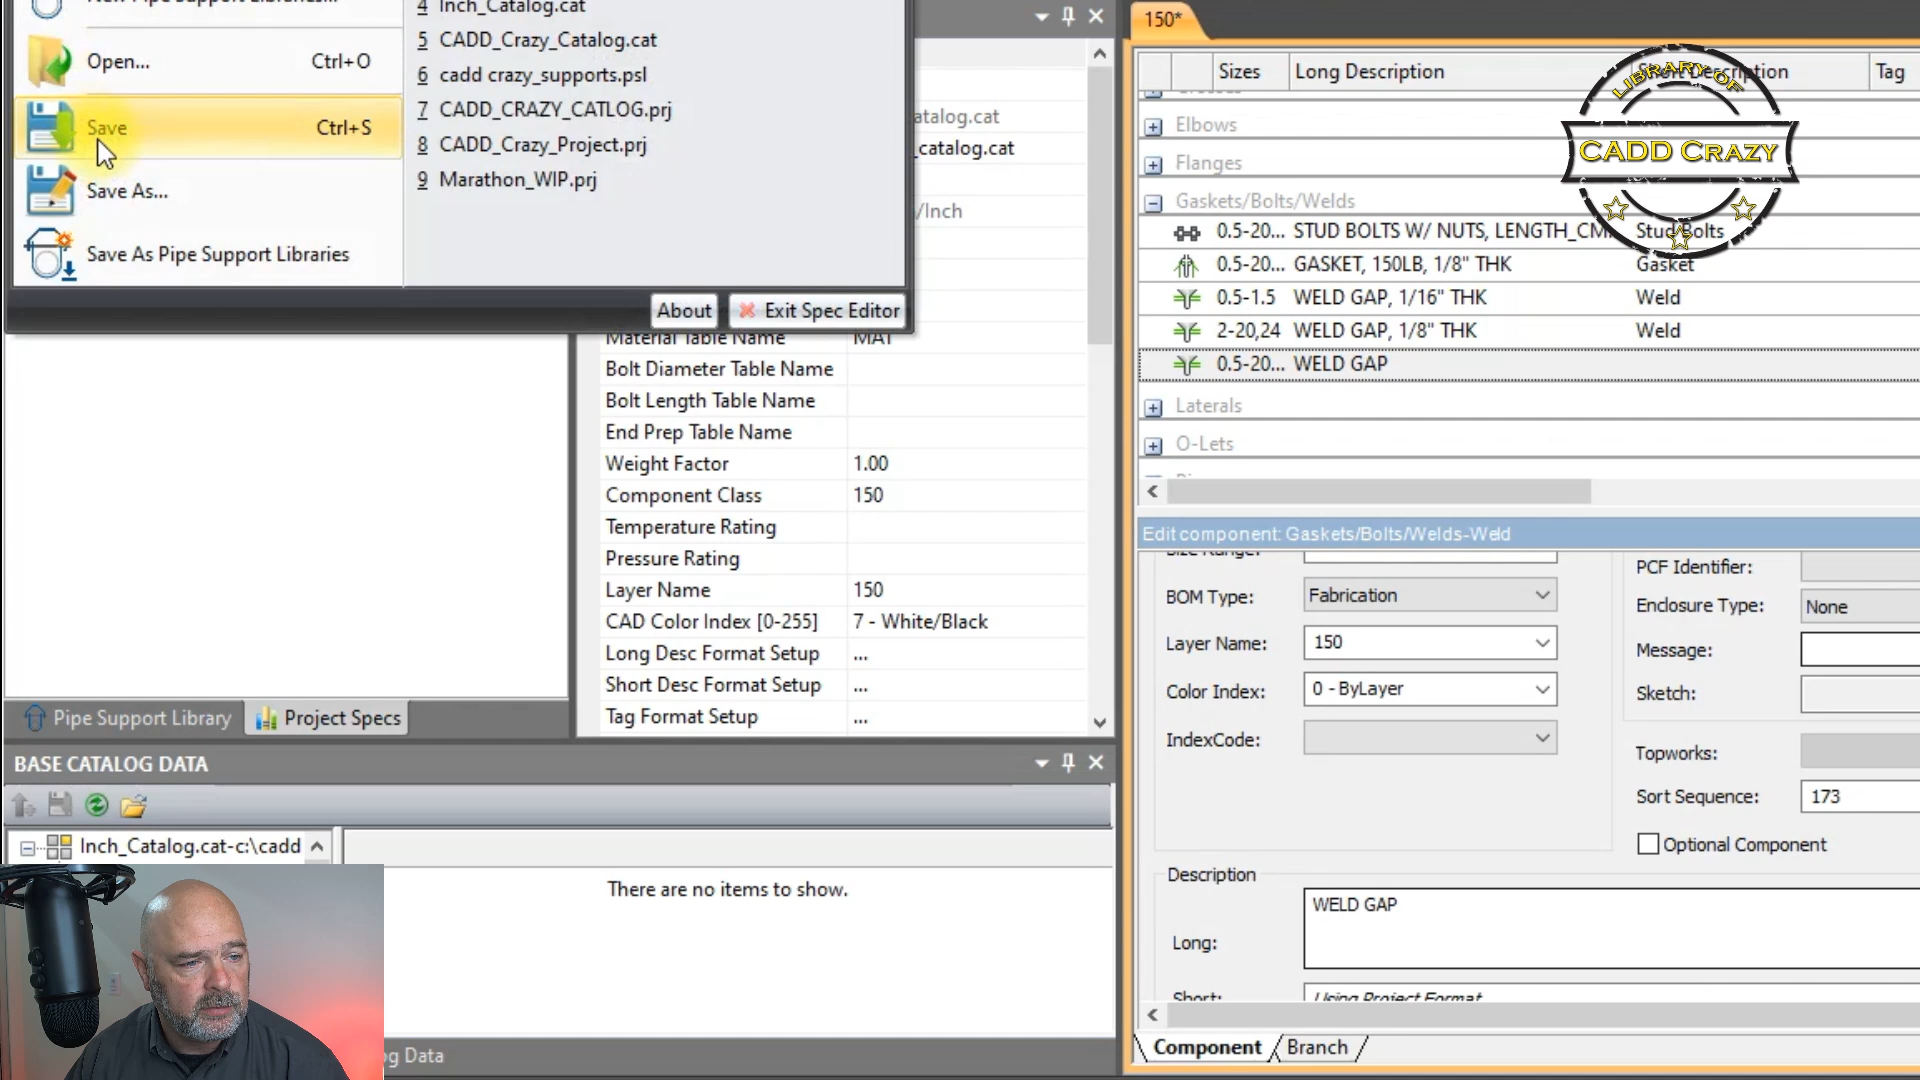 Open... Ctrl+O
Save Ctrl+S
Save As...
Save As Pipe Support Libraries
4 Inch_Catalog.cat
5 CADD_Crazy_Catalog.cat
6 cadd crazy_supports.psl
7 CADD_CRAZY_CATLOG.prj
8 CADD_Crazy_Project.prj
9 Marathon_WIP.prj
About Exit Spec Editor
atalog.cat
_catalog.cat
/Inch
Material Table Name MAT
Bolt Diameter Table Name
Bolt Length Table Name
End Prep Table Name
Weight Factor 1.00
Component Class 150
Temperature Rating
Pressure Rating
Layer Name 150
CAD Color Index [0-255] 7 - White/Black
Long Desc Format Setup ...
Short Desc Format Setup ...
Tag Format Setup ...
Pipe Support Library Project Specs
BASE CATALOG DATA
Inch_Catalog.cat-c:\cadd
There are no items to show.
og Data
150*
Sizes Long Description Short Description Tag
Elbows
Flanges
Gaskets/Bolts/Welds
0.5-20... STUD BOLTS W/ NUTS, LENGTH_CM Stud Bolts
0.5-20... GASKET, 150LB, 1/8" THK Gasket
0.5-1.5 WELD GAP, 1/16" THK Weld
2-20,24 WELD GAP, 1/8" THK Weld
0.5-20... WELD GAP
Laterals
O-Lets
LIBRARY OF
CADD CRAZY
Edit component: Gaskets/Bolts/Welds-Weld
Size Range:
BOM Type: Fabrication
Layer Name: 150
Color Index: 0 - ByLayer
IndexCode:
PCF Identifier:
Enclosure Type: None
Message:
Sketch:
Topworks:
Sort Sequence: 173
Optional Component
Description
Long: WELD GAP
Short: Using Project Format
Component Branch